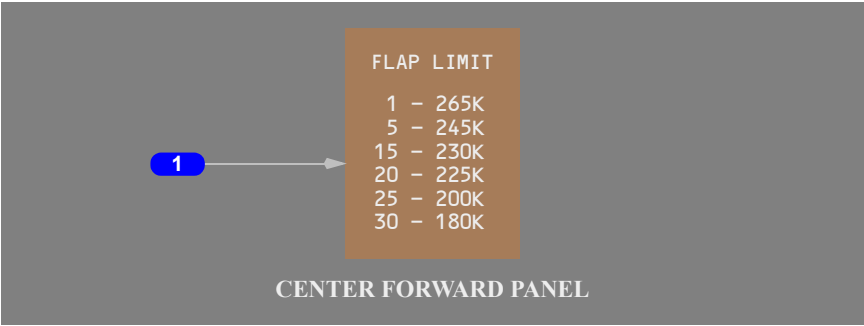 FLAP LIMIT
1 – 265K
5 – 245K
15 – 230K
20 – 225K
25 – 200K
30 – 180K
1
CENTER FORWARD PANEL